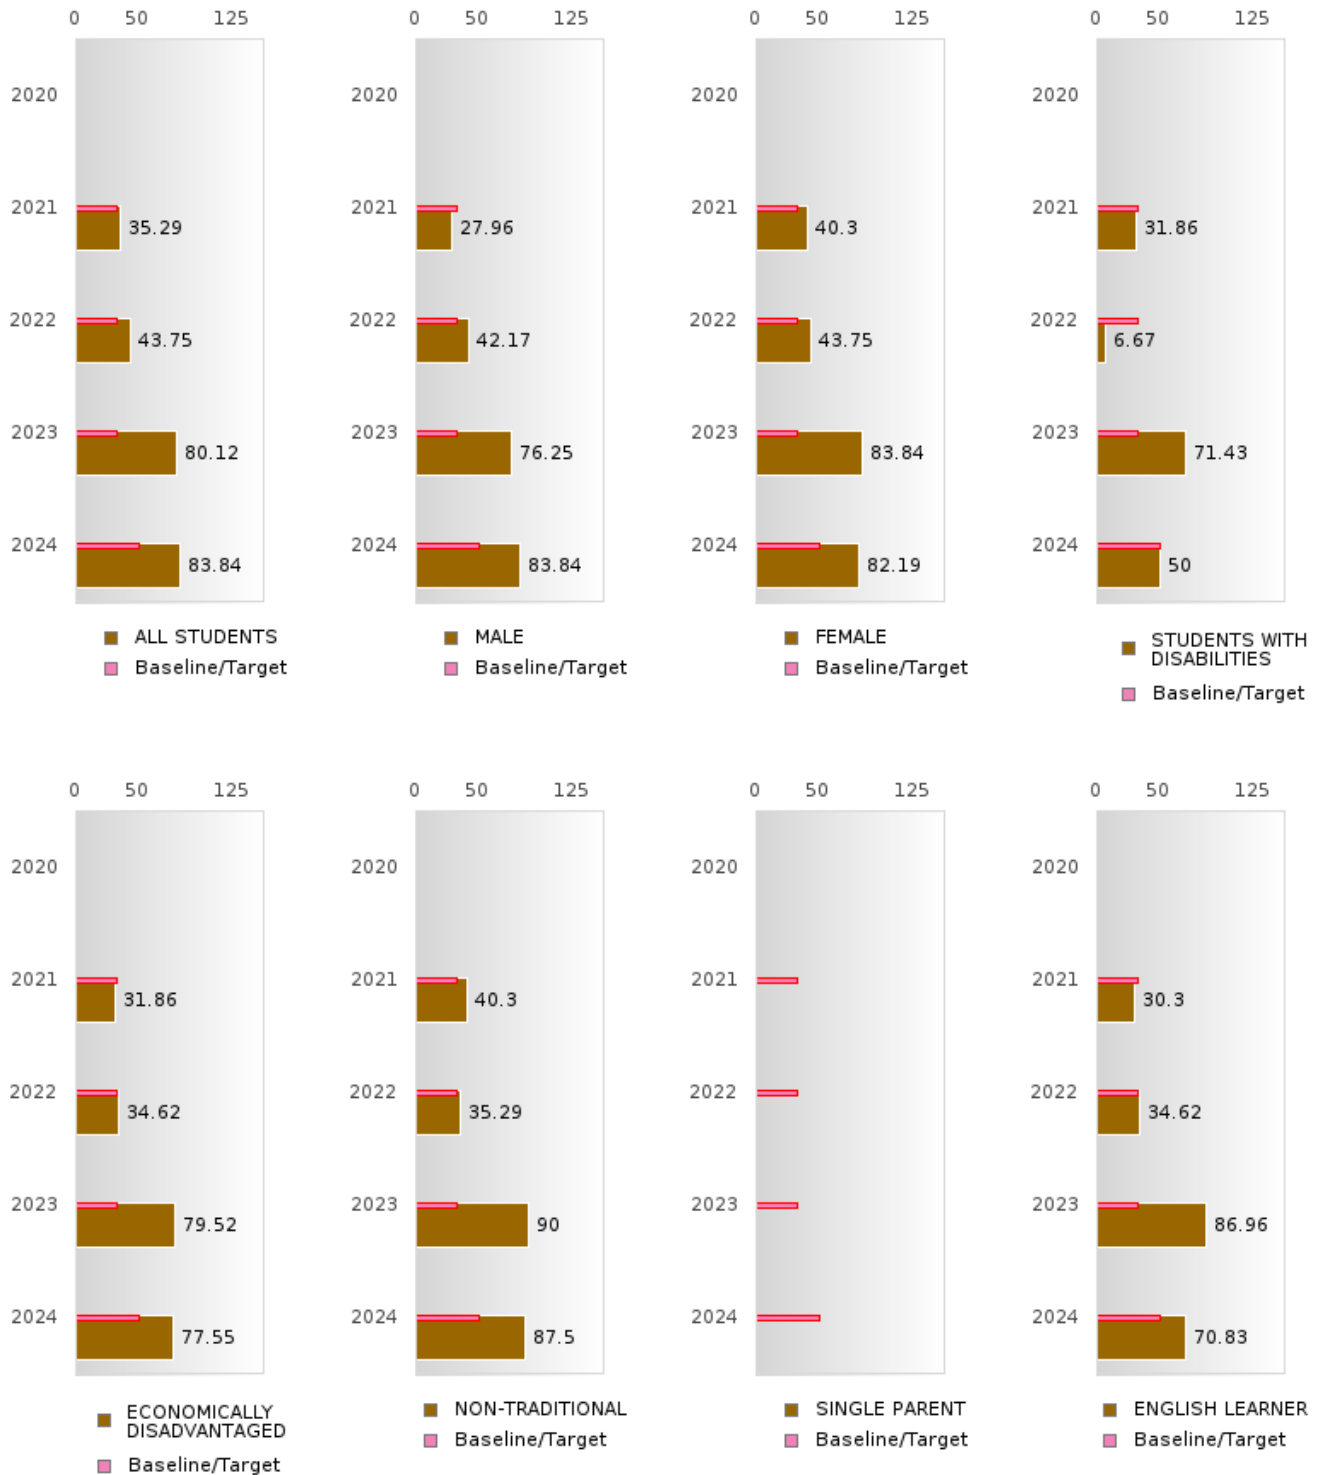 0 50 125 0 50 125 0 50 125 0 50 125
2020 2020 2020 2020
2021 35.29 2021 27.96 2021 40.3 2021 31.86
2022 43.75 2022 42.17 2022 43.75 2022 6.67
2023 80.12 2023 76.25 2023 83.84 2023 71.43
2024 83.84 2024 83.84 2024 82.19 2024 50
ALL STUDENTS
Baseline/Target
MALE
Baseline/Target
FEMALE
Baseline/Target
STUDENTS WITH
DISABILITIES
Baseline/Target
0 50 125 0 50 125 0 50 125 0 50 125
2020 2020 2020 2020
2021 31.86 2021 40.3 2021 2021 30.3
2022 34.62 2022 35.29 2022 2022 34.62
2023 79.52 2023 90 2023 2023 86.96
2024 77.55 2024 87.5 2024 2024 70.83
ECONOMICALLY
DISADVANTAGED
Baseline/Target
NON-TRADITIONAL
Baseline/Target
SINGLE PARENT
Baseline/Target
ENGLISH LEARNER
Baseline/Target